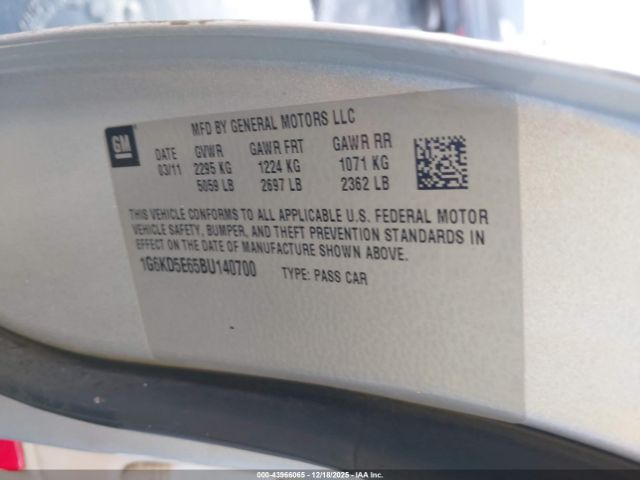 MFD BY GENERAL MOTORS LLC
GM
DATE GVWR GAWR FRT GAWR RR
03/11 2295 KG 1224 KG 1071 KG
5059 LB 2697 LB 2362 LB
THIS VEHICLE CONFORMS TO ALL APPLICABLE U.S. FEDERAL MOTOR
VEHICLE SAFETY, BUMPER, AND THEFT PREVENTION STANDARDS IN
EFFECT ON THE DATE OF MANUFACTURE SHOWN ABOVE.
1G6KD5E65BU140700 TYPE: PASS CAR
000-43966065 | 12/18/2025 | IAA Inc.